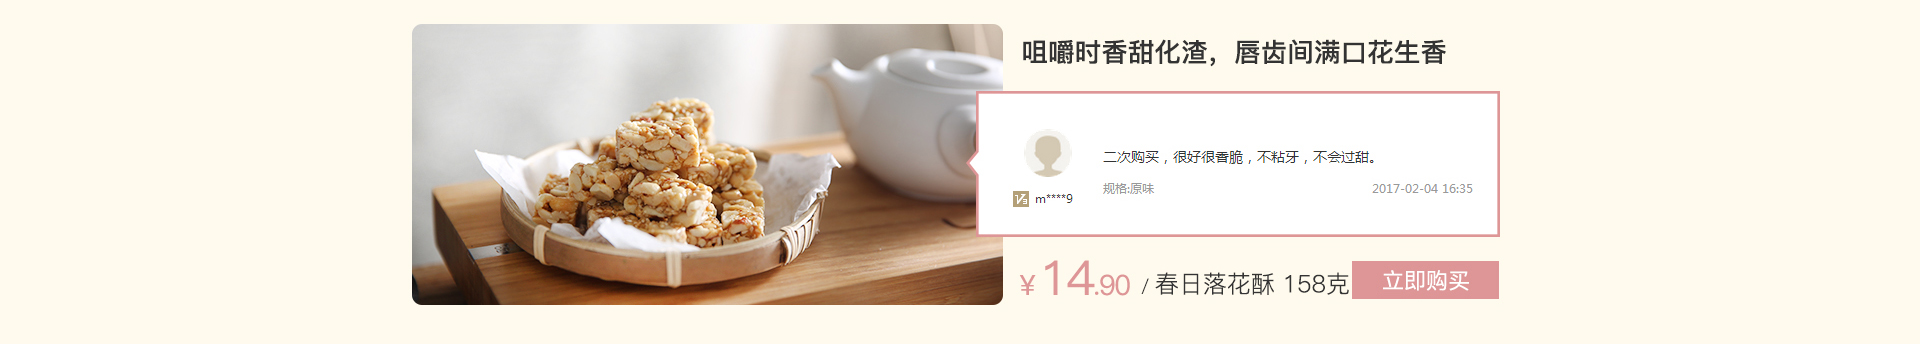 咀嚼时香甜化渣，唇齿间满口花生香
二次购买，很好很香脆，不粘牙，不会过甜。
规格:原味
2017-02-04 16:35
V3 m****9
¥14.90 / 春日落花酥 158克
立即购买